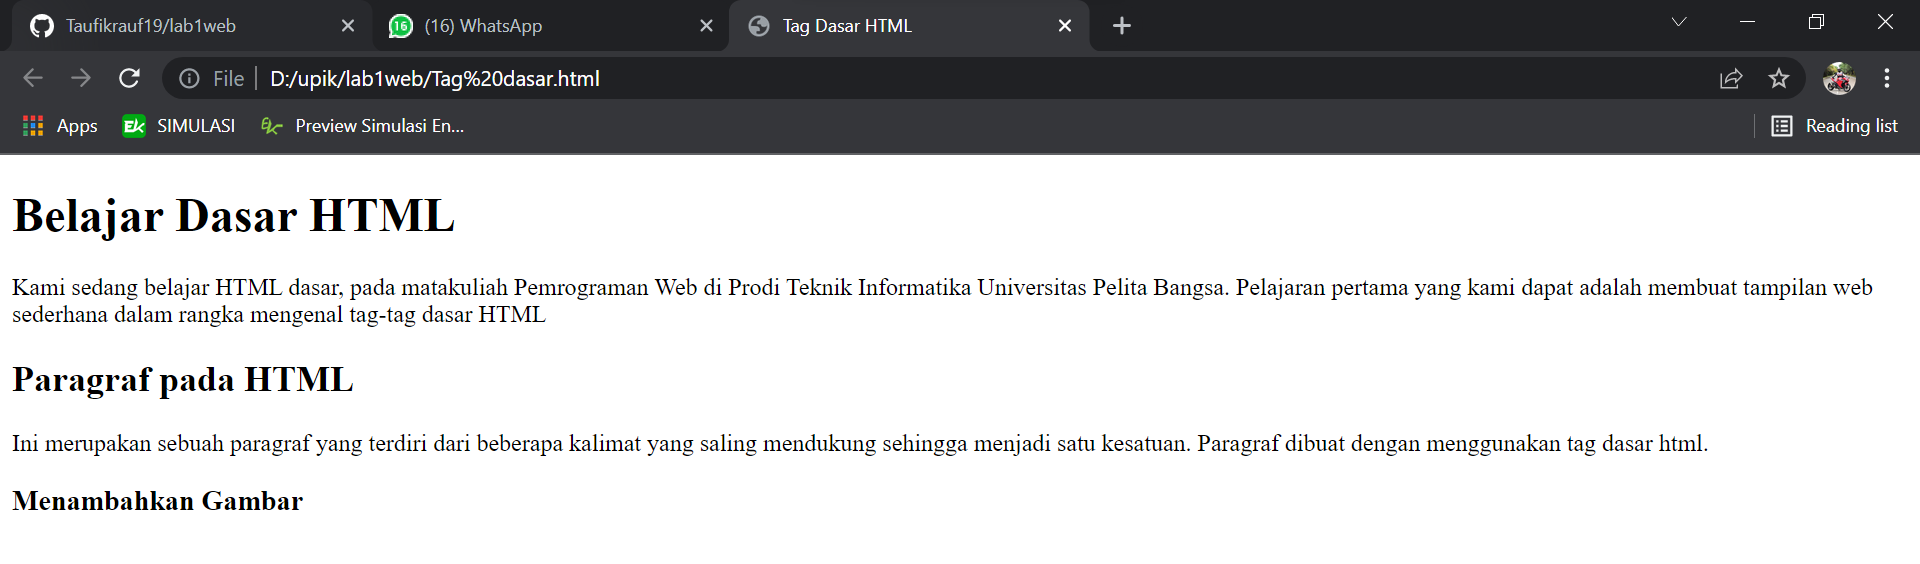 Taufikrauf19/lab1web
(16) WhatsApp
Tag Dasar HTML
File
D:/upik/lab1web/Tag%20dasar.html
Apps
SIMULASI
Preview Simulasi En...
Reading list
Belajar Dasar HTML
Kami sedang belajar HTML dasar, pada matakuliah Pemrograman Web di Prodi Teknik Informatika Universitas Pelita Bangsa. Pelajaran pertama yang kami dapat adalah membuat tampilan web
sederhana dalam rangka mengenal tag-tag dasar HTML
Paragraf pada HTML
Ini merupakan sebuah paragraf yang terdiri dari beberapa kalimat yang saling mendukung sehingga menjadi satu kesatuan. Paragraf dibuat dengan menggunakan tag dasar html.
Menambahkan Gambar